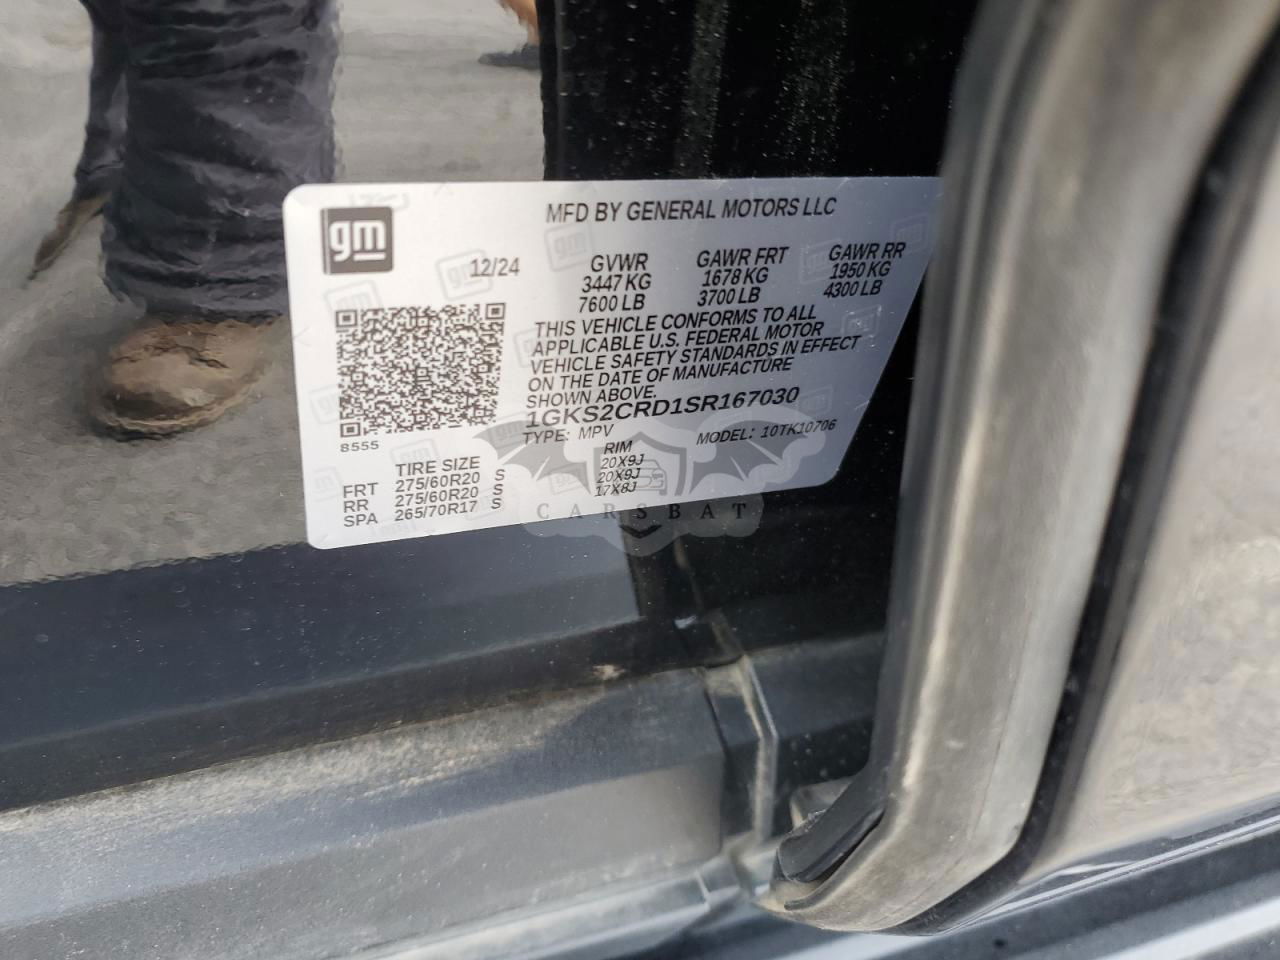 gm
MFD BY GENERAL MOTORS LLC
12/24
GVWR
3447 KG
7600 LB
GAWR FRT
1678 KG
3700 LB
GAWR RR
1950 KG
4300 LB
THIS VEHICLE CONFORMS TO ALL
APPLICABLE U.S. FEDERAL MOTOR
VEHICLE SAFETY STANDARDS IN EFFECT
ON THE DATE OF MANUFACTURE
SHOWN ABOVE.
1GKS2CRD1SR167030
TYPE: MPV MODEL: 10TK10706
8555
TIRE SIZE RIM
FRT 275/60R20 S 20X9J
RR 275/60R20 S 20X9J
SPA 265/70R17 S 17X8J
CARSBAT